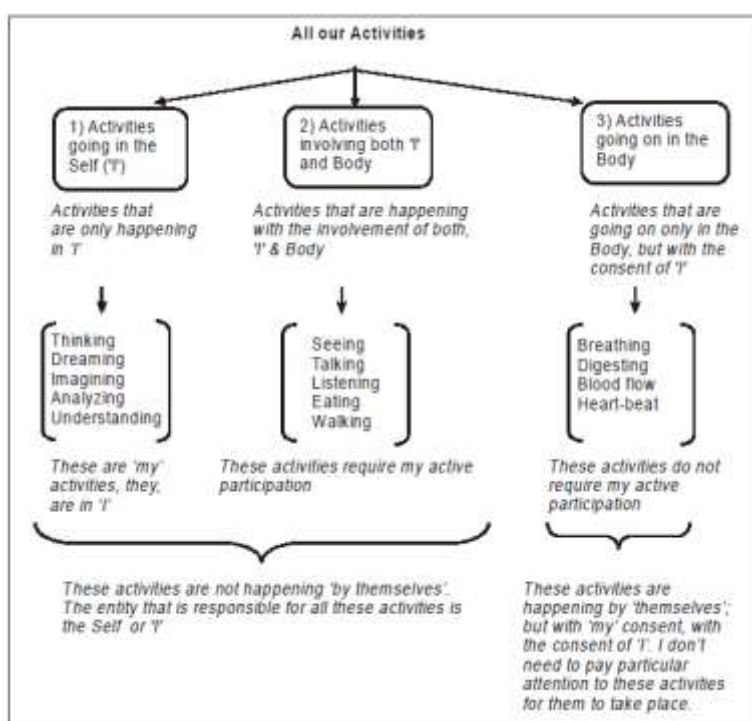 All our Activities
1) Activities
going in the
Self ('I')
2) Activities
involving both 'I'
and Body
3) Activities
going on in the
Body
Activities that
are only happening
in 'I'
Activities that are happening
with the involvement of both,
'I' & Body
Activities that are
going on only in the
Body, but with the
consent of 'I'
Thinking
Dreaming
Imagining
Analyzing
Understanding
Seeing
Talking
Listening
Eating
Walking
Breathing
Digesting
Blood flow
Heart-beat
These are 'my'
activities, they,
are in 'I'
These activities require my active
participation
These activities do not
require my active
participation
These activities are not happening 'by themselves'.
The entity that is responsible for all these activities is
the Self or 'I'
These activities are
happening by 'themselves';
but with 'my' consent, with
the consent of 'I'. I don't
need to pay particular
attention to these activities
for them to take place.